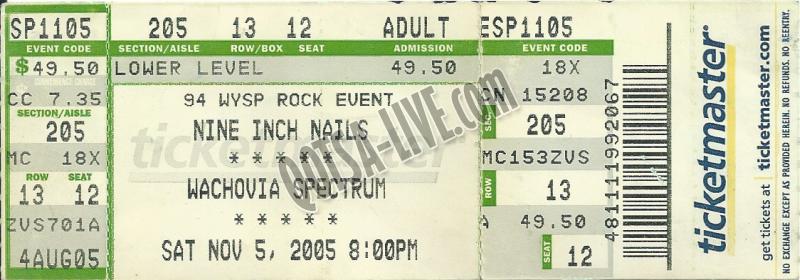 SP1105 205 13 12 ADULT ESP1105
EVENT CODE SECTION/AISLE ROW/BOX SEAT ADMISSION EVENT CODE
$ 49.50 LOWER LEVEL 49.50 18X
CONVENIENCE CHARGE
CC 7.35 94 WYSP ROCK EVENT CN 15208
SECTION/AISLE
205 NINE INCH NAILS SEC 205
ticketmaster
MC 18X * * * * * MC153ZVS
ROW SEAT
13 12 WACHOVIA SPECTRUM ROW 13
ZVS701A * * * * * A 49.50
4AUG05 SAT NOV 5, 2005 8:00PM SEAT 12
QOTSA-LIVE.COM
481111992067
ticketmaster
get tickets at ticketmaster.com
EXCEPT AS PROVIDED HEREIN. NO REFUNDS. NO REENTRY.